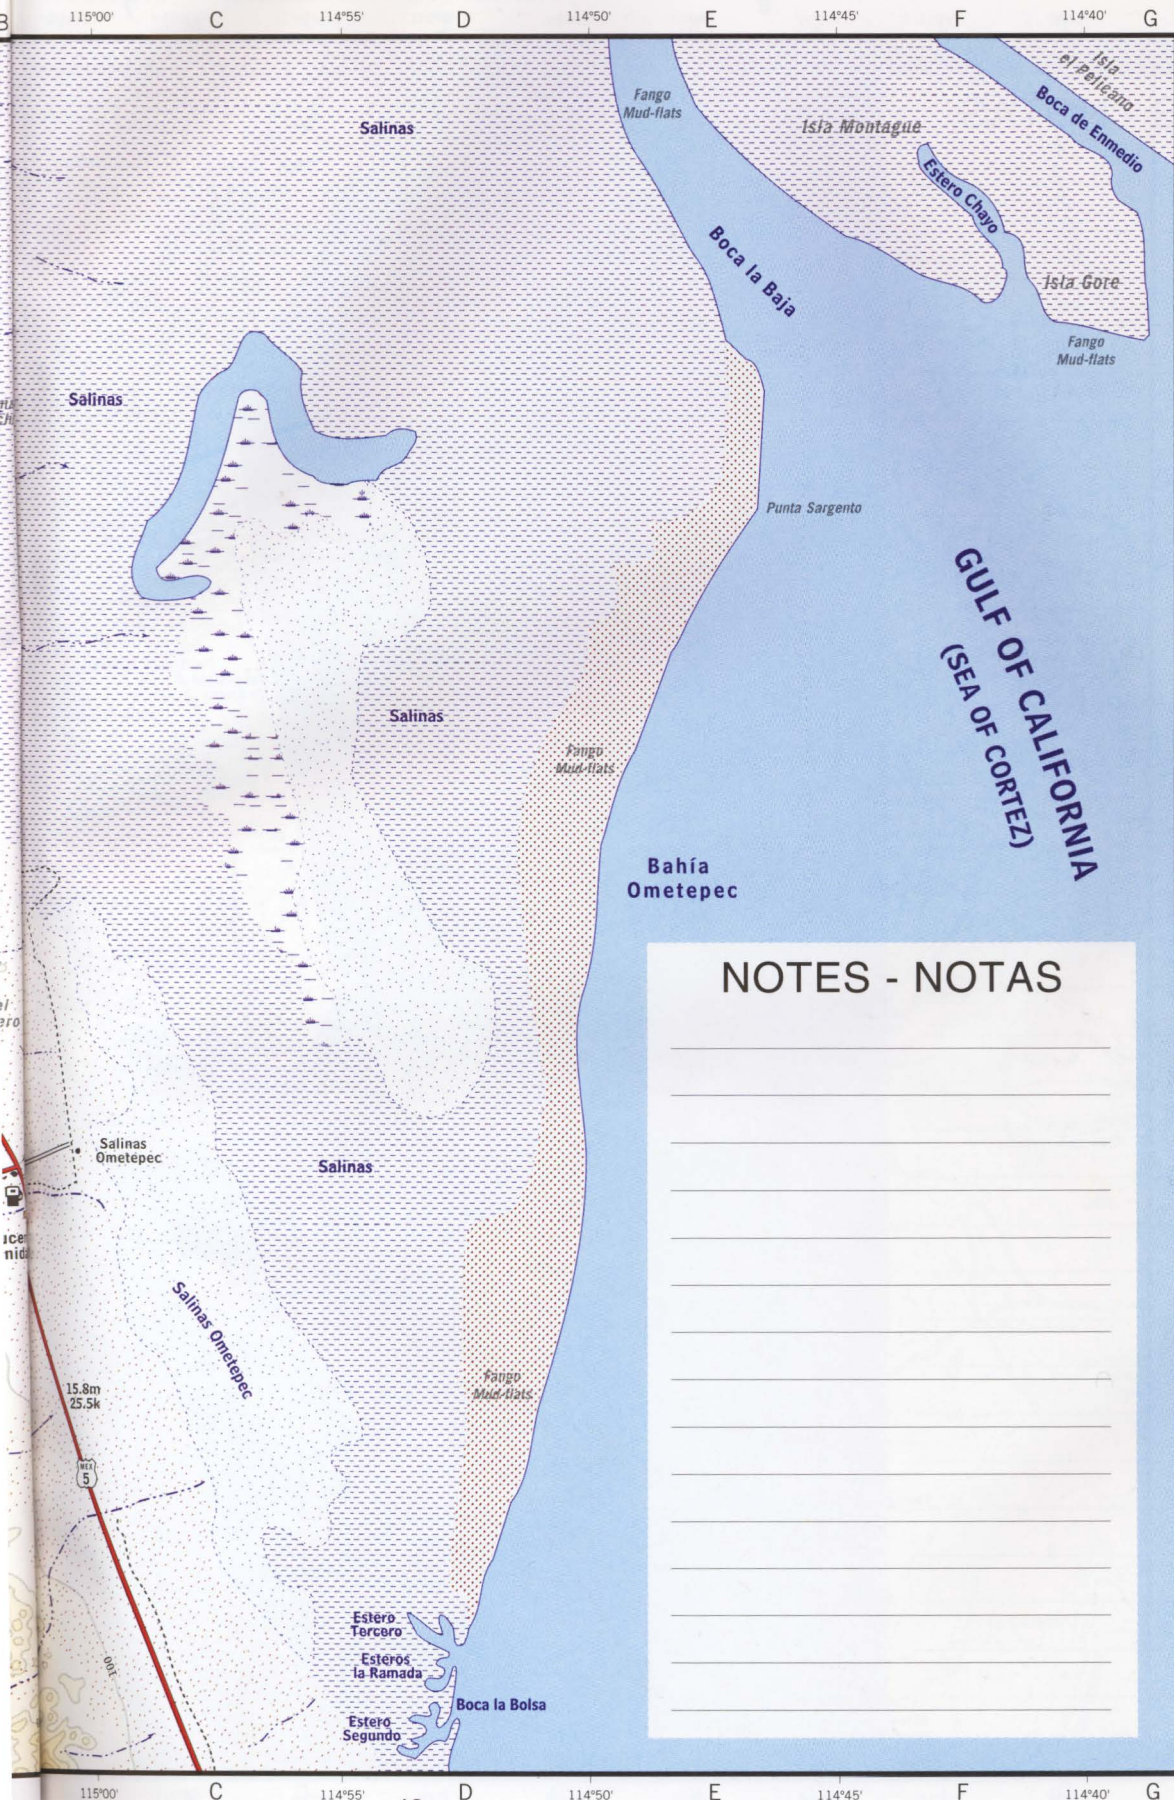 B 115°00' C 114°55' D 114°50' E 114°45' F 114°40' G
Isla
el Pelicano
Boca de Enmedio
Fango
Mud-flats
Salinas
Isla Montague
Estero Chayo
Boca la Baja
Isla Gore
Fango
Mud-flats
Salinas
Punta Sargento
GULF OF CALIFORNIA
(SEA OF CORTEZ)
Salinas
Fango
Mud-flats
Bahía
Ometepec
NOTES - NOTAS
Salinas
Ometepec
Salinas
Salinas Ometepec
Fango
Mud-flats
15.8m
25.5k
MEX
5
100
Estero
Tercero
Esteros
la Ramada
Boca la Bolsa
Estero
Segundo
115°00' C 114°55' D 114°50' E 114°45' F 114°40' G